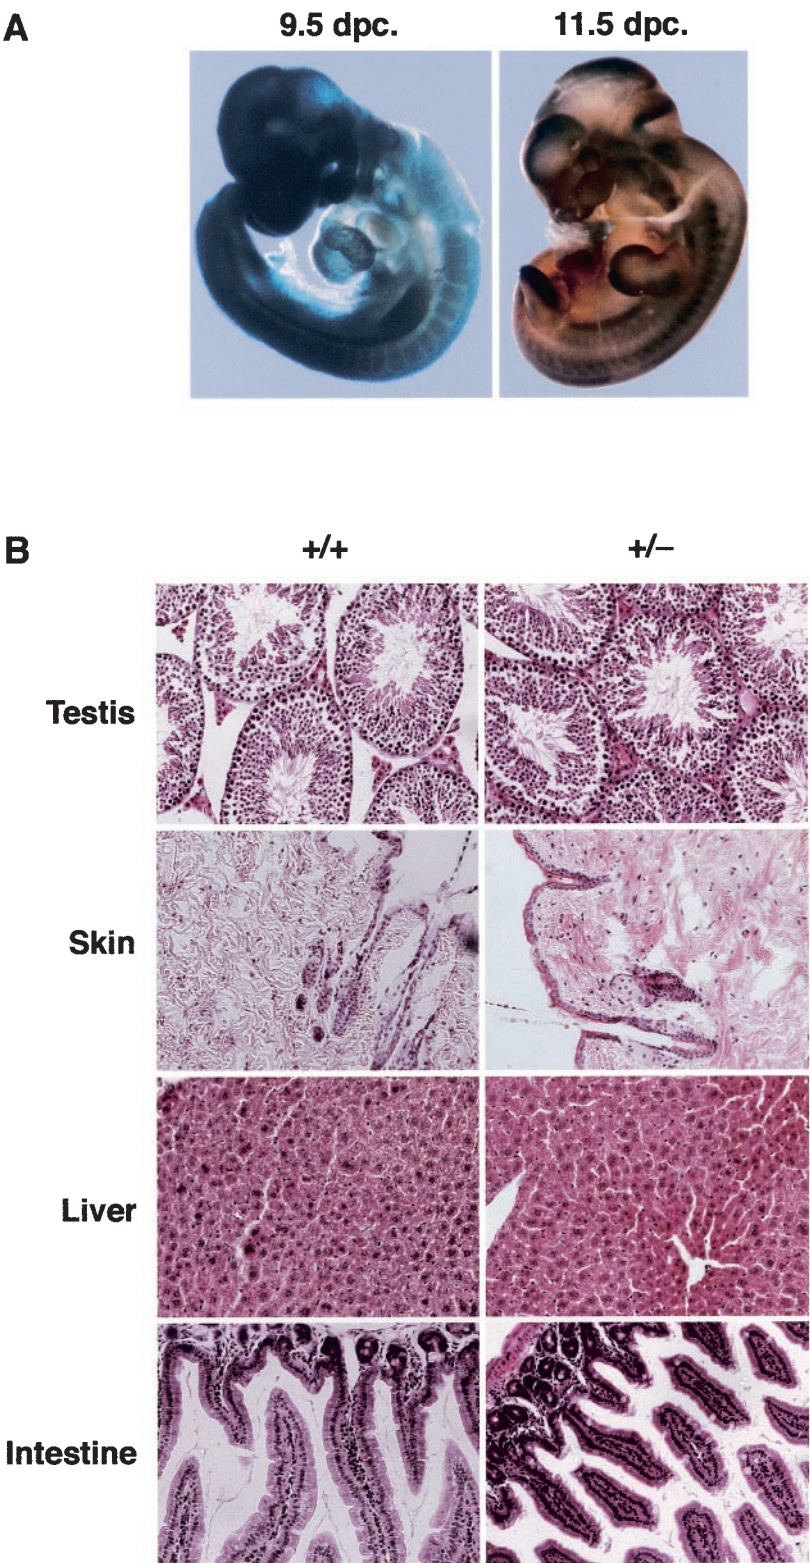 A
9.5 dpc.
11.5 dpc.
B
+/+
+/–
Testis
Skin
Liver
Intestine